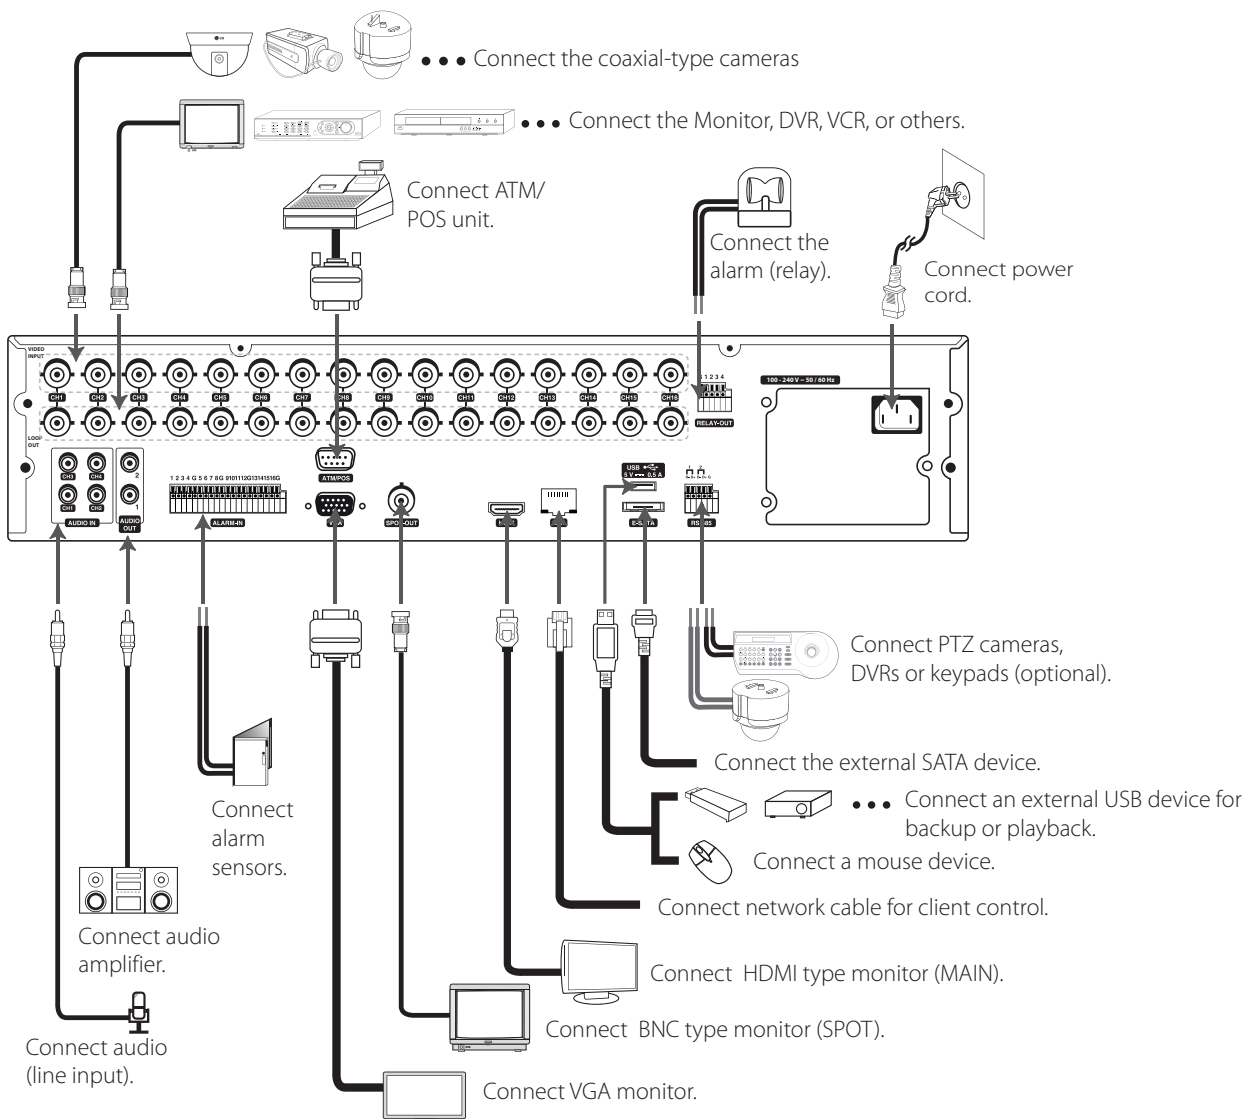 Connect the coaxial-type cameras
Connect the Monitor, DVR, VCR, or others.
Connect ATM/
POS unit.
Connect the
alarm (relay).
Connect power
cord.
VIDEO
INPUT
CH1 CH2 CH3 CH4 CH5 CH6 CH7 CH8 CH9 CH10 CH11 CH12 CH13 CH14 CH15 CH16
LOOP
OUT
1 2 3 4
RELAY-OUT
100 - 240 V ~ 50 / 60 Hz
CH3 CH4
CH1 CH2
AUDIO IN
2
1
AUDIO
OUT
1 2 3 4 G 5 6 7 8 G 9 10 11 12 G 13 14 15 16 G
ALARM-IN
ATM/POS
VGA
SPOT-OUT
HDMI
USB
5 V 0.5 A
E-SATA
1 2
RS-485
Connect PTZ cameras,
DVRs or keypads (optional).
Connect the external SATA device.
Connect an external USB device for
backup or playback.
Connect a mouse device.
Connect network cable for client control.
Connect HDMI type monitor (MAIN).
Connect BNC type monitor (SPOT).
Connect VGA monitor.
Connect
alarm
sensors.
Connect audio
amplifier.
Connect audio
(line input).